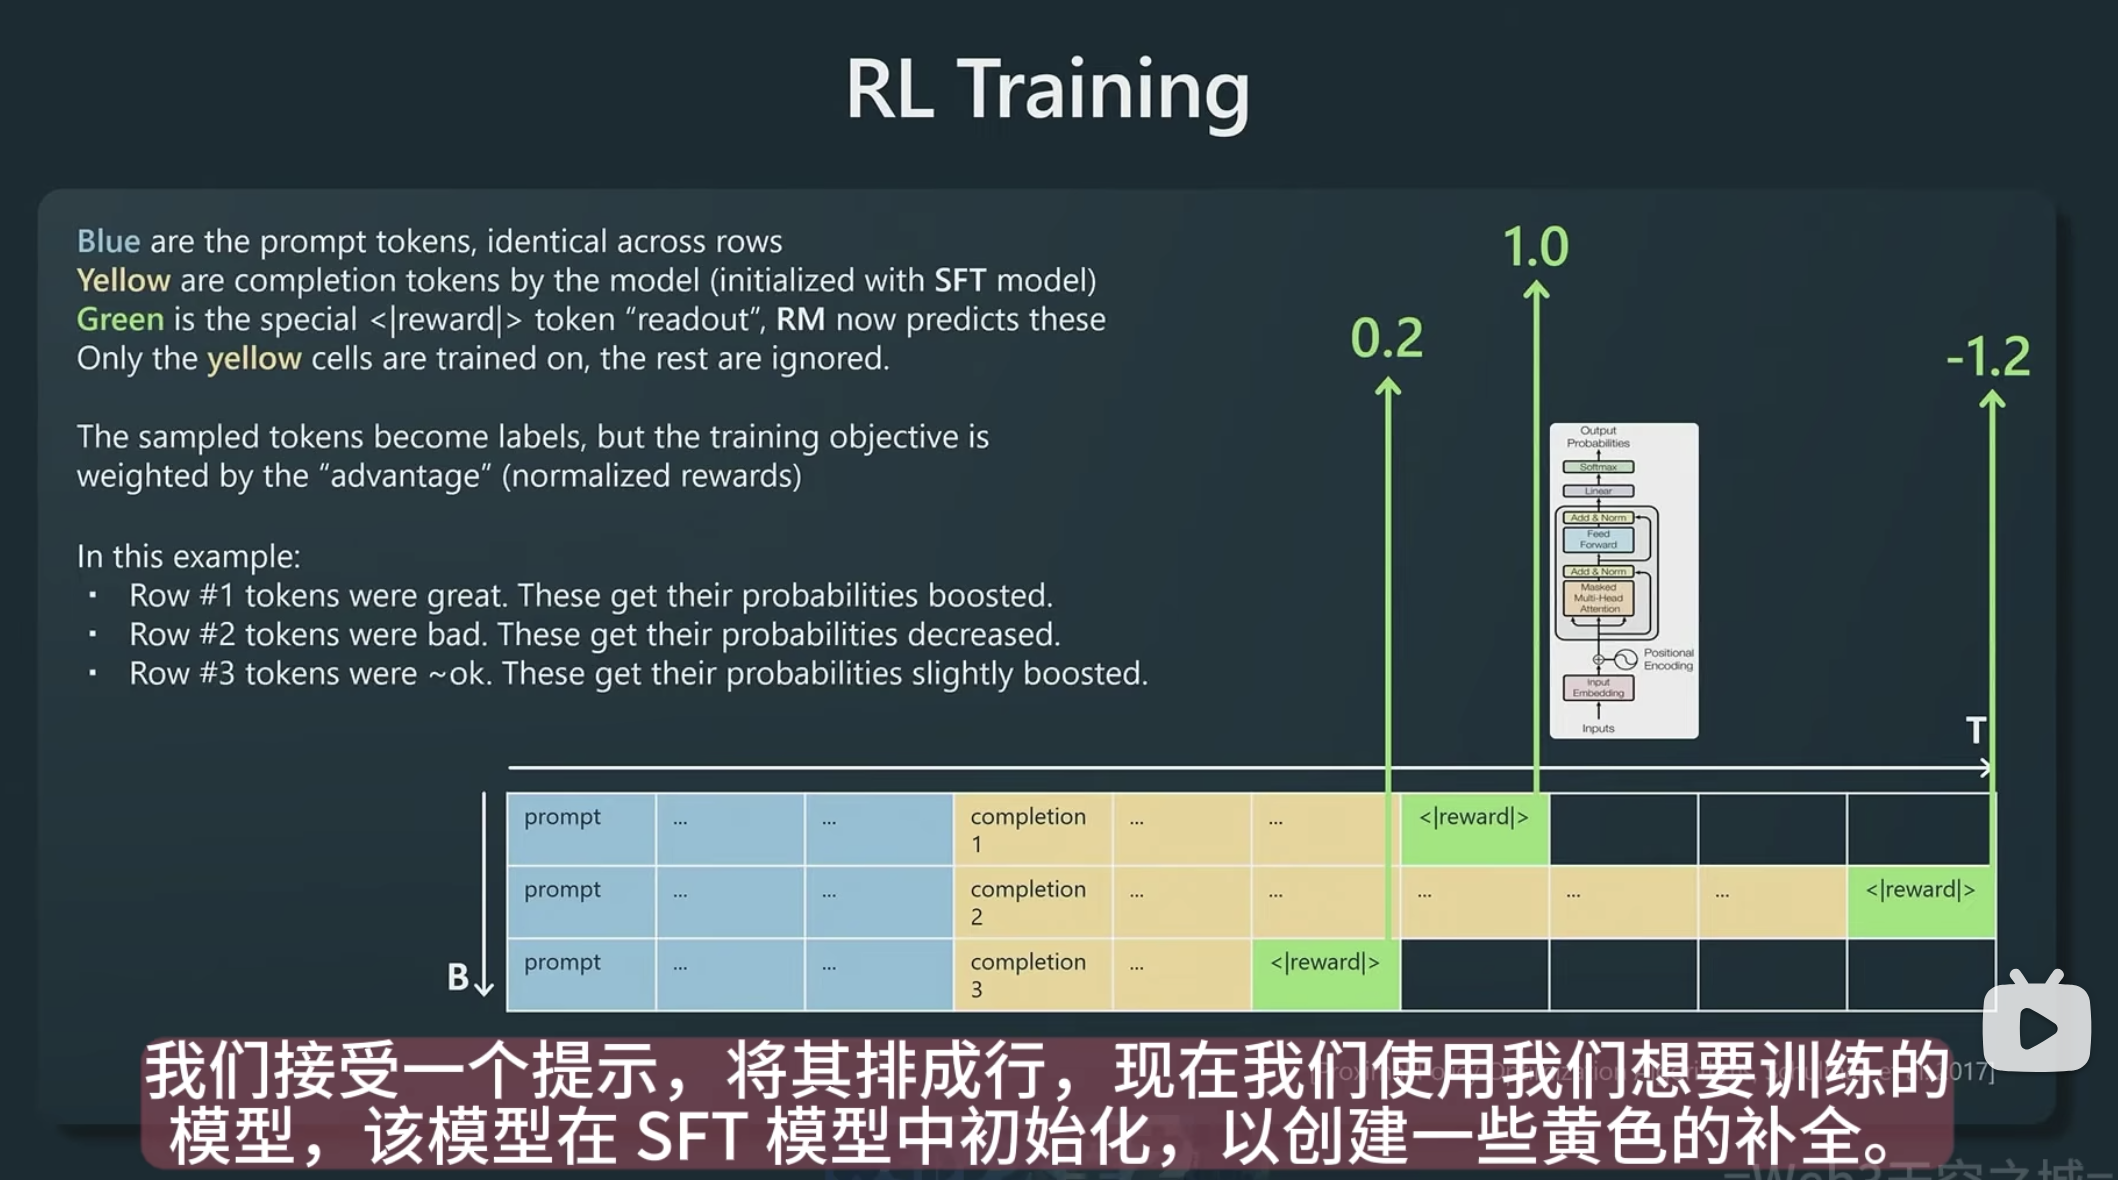 RL Training
Blue are the prompt tokens, identical across rows
Yellow are completion tokens by the model (initialized with SFT model)
Green is the special <|reward|> token “readout”, RM now predicts these
Only the yellow cells are trained on, the rest are ignored.
The sampled tokens become labels, but the training objective is
weighted by the “advantage” (normalized rewards)
In this example:
▪ Row #1 tokens were great. These get their probabilities boosted.
▪ Row #2 tokens were bad. These get their probabilities decreased.
▪ Row #3 tokens were ~ok. These get their probabilities slightly boosted.
1.0
0.2
-1.2
Output
Probabilities
Softmax
Linear
Add & Norm
Feed
Forward
Add & Norm
Masked
Multi-Head
Attention
Positional
Encoding
Input
Embedding
Inputs
T
B
prompt ... ... completion 1 ... ... <|reward|>
prompt ... ... completion 2 ... ... ... ... ... <|reward|>
prompt ... ... completion 3 ... <|reward|>
2017]
我们接受一个提示，将其排成行，现在我们使用我们想要训练的
模型，该模型在 SFT 模型中初始化，以创建一些黄色的补全。
=Web3天空之城=